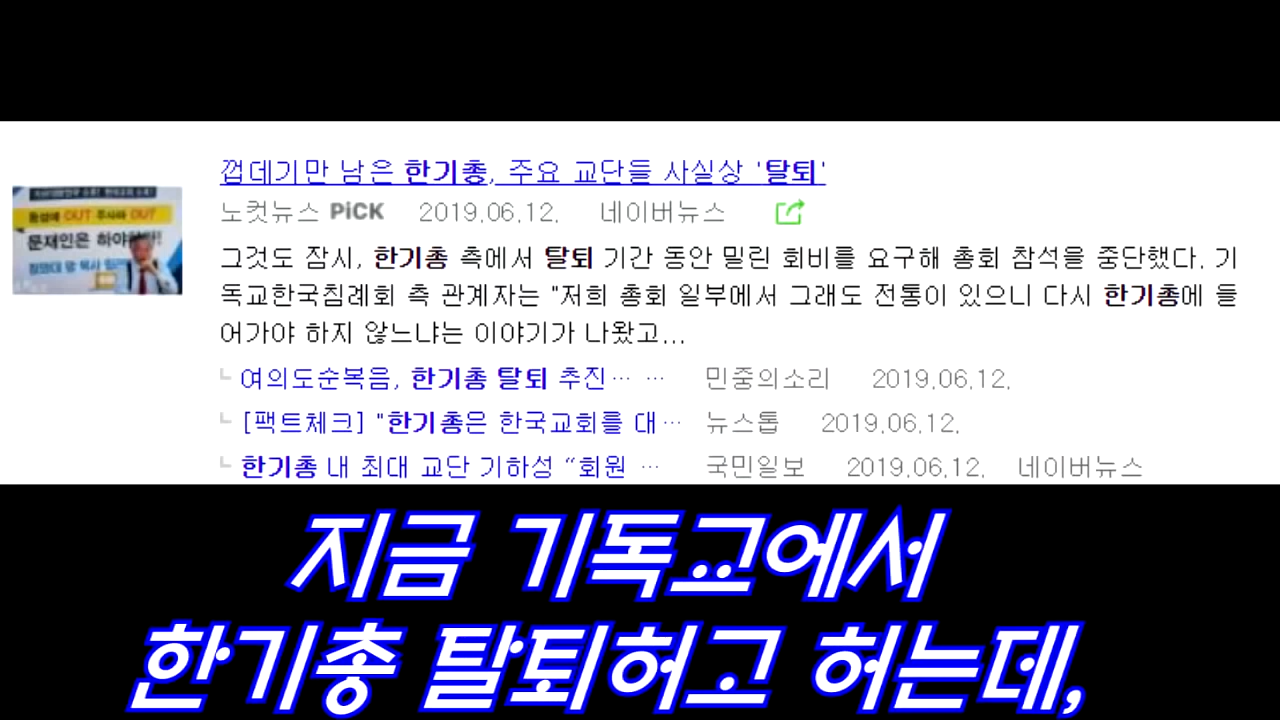 껍데기만 남은 한기총, 주요 교단들 사실상 '탈퇴'
노컷뉴스 PiCK 2019.06.12. 네이버뉴스
그것도 잠시, 한기총 측에서 탈퇴 기간 동안 밀린 회비를 요구해 총회 참석을 중단했다. 기
독교한국침례회 측 관계자는 "저희 총회 일부에서 그래도 전통이 있으니 다시 한기총에 들
어가야 하지 않느냐는 이야기가 나왔고...
OUT OUT
문재인은 하야
여의도순복음, 한기총 탈퇴 추진… … 민중의소리 2019.06.12.
[팩트체크] "한기총은 한국교회를 대… 뉴스톱 2019.06.12.
한기총 내 최대 교단 기하성 “회원 … 국민일보 2019.06.12. 네이버뉴스
지금 기독교에서
한기총 탈퇴허고 허는데,